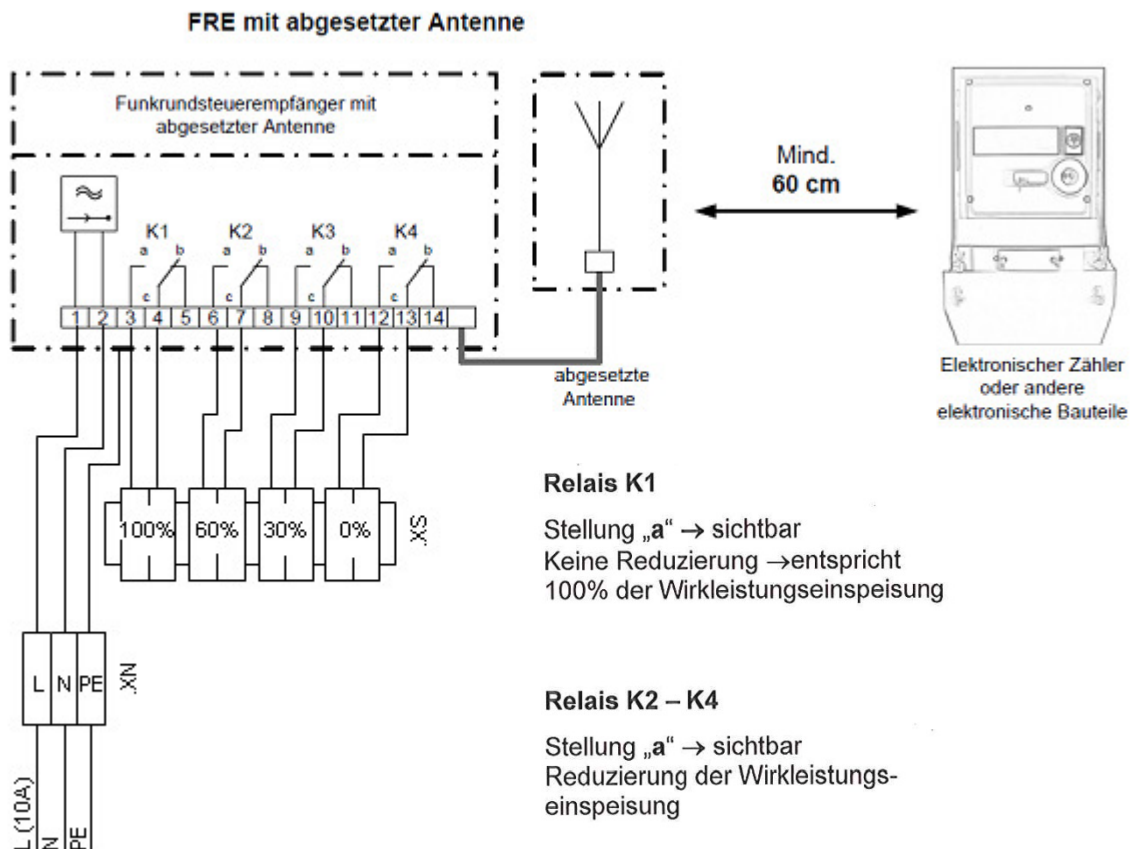 FRE mit abgesetzter Antenne
Funkrundsteuerempfänger mit
abgesetzter Antenne
Mind.
60 cm
K1 K2 K3 K4
a b a b a b a b
c c c c
1 2 3 4 5 6 7 8 9 10 11 12 13 14
abgesetzte
Antenne
Elektronischer Zähler
oder andere
elektronische Bauteile
100% 60% 30% 0% XS
Relais K1
Stellung „a“ → sichtbar
Keine Reduzierung →entspricht
100% der Wirkleistungseinspeisung
L N PE XN
Relais K2 – K4
Stellung „a“ → sichtbar
Reduzierung der Wirkleistungs-
einspeisung
L (10A)
N
PE